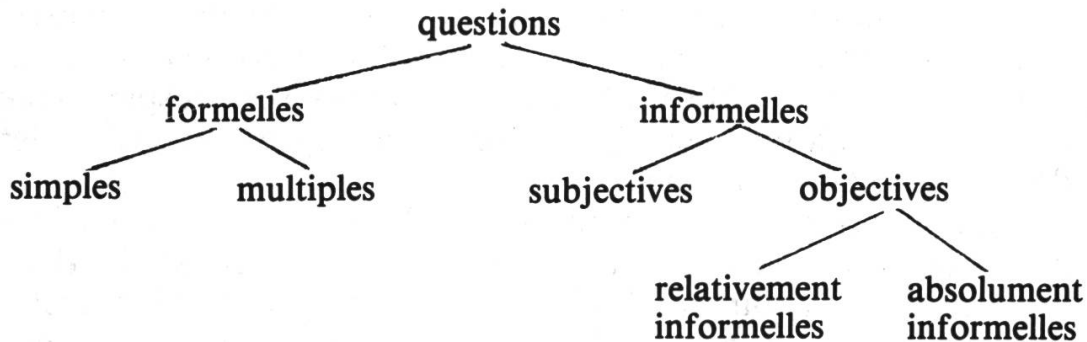 questions
formelles informelles
simples multiples subjectives objectives
relativement absolument
informelles informelles